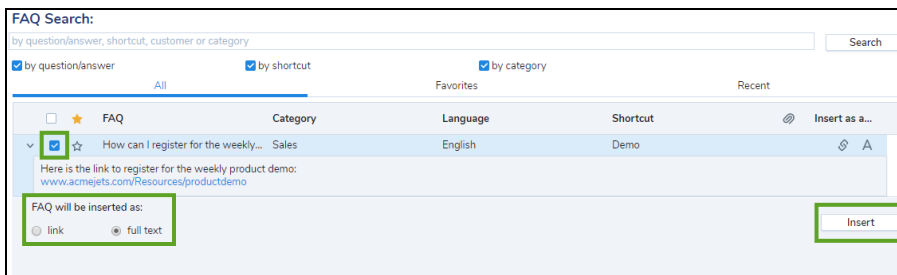 FAQ Search:
by question/answer, shortcut, customer or category
Search
by question/answer by shortcut by category
All Favorites Recent
FAQ Category Language Shortcut Insert as a...
How can I register for the weekly... Sales English Demo A
Here is the link to register for the weekly product demo:
www.acmejets.com/Resources/productdemo
FAQ will be inserted as:
link full text
Insert